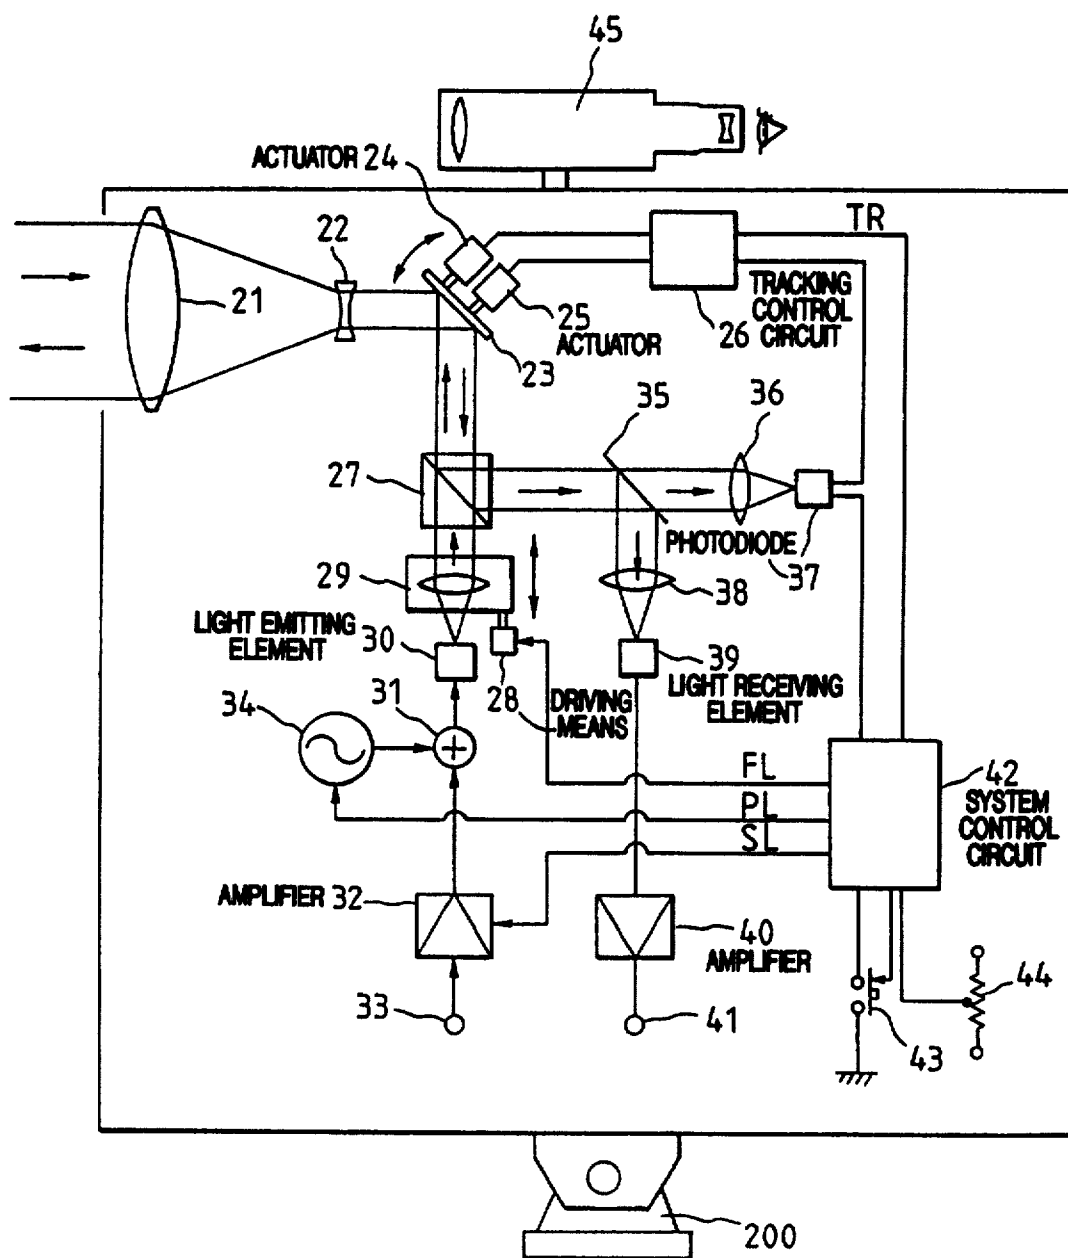 45
ACTUATOR 24
TR
22
21
25
ACTUATOR
23
26
TRACKING
CONTROL
CIRCUIT
35
36
27
PHOTODIODE
37
29
38
LIGHT EMITTING
ELEMENT
30
28
DRIVING
MEANS
39
LIGHT RECEIVING
ELEMENT
34
31
FL
PL
SL
42
SYSTEM
CONTROL
CIRCUIT
AMPLIFIER 32
40
AMPLIFIER
33
41
43
44
200